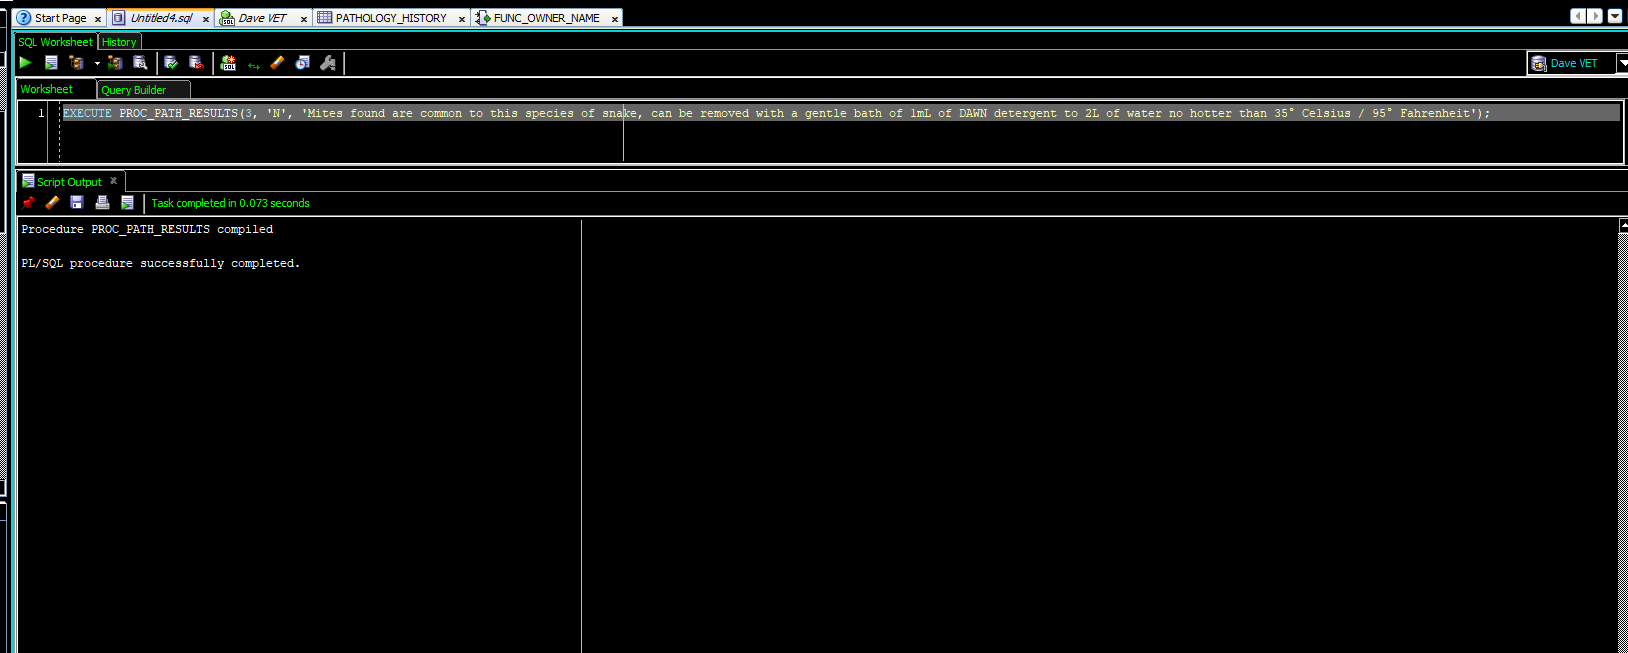 Start Page Untitled4.sql Dave VET PATHOLOGY_HISTORY FUNC_OWNER_NAME
SQL Worksheet History
Dave VET
Worksheet Query Builder
1 EXECUTE PROC_PATH_RESULTS(3, 'N', 'Mites found are common to this species of snake, can be removed with a gentle bath of 1mL of DAWN detergent to 2L of water no hotter than 35° Celsius / 95° Fahrenheit');
Script Output
Task completed in 0.073 seconds
Procedure PROC_PATH_RESULTS compiled
PL/SQL procedure successfully completed.